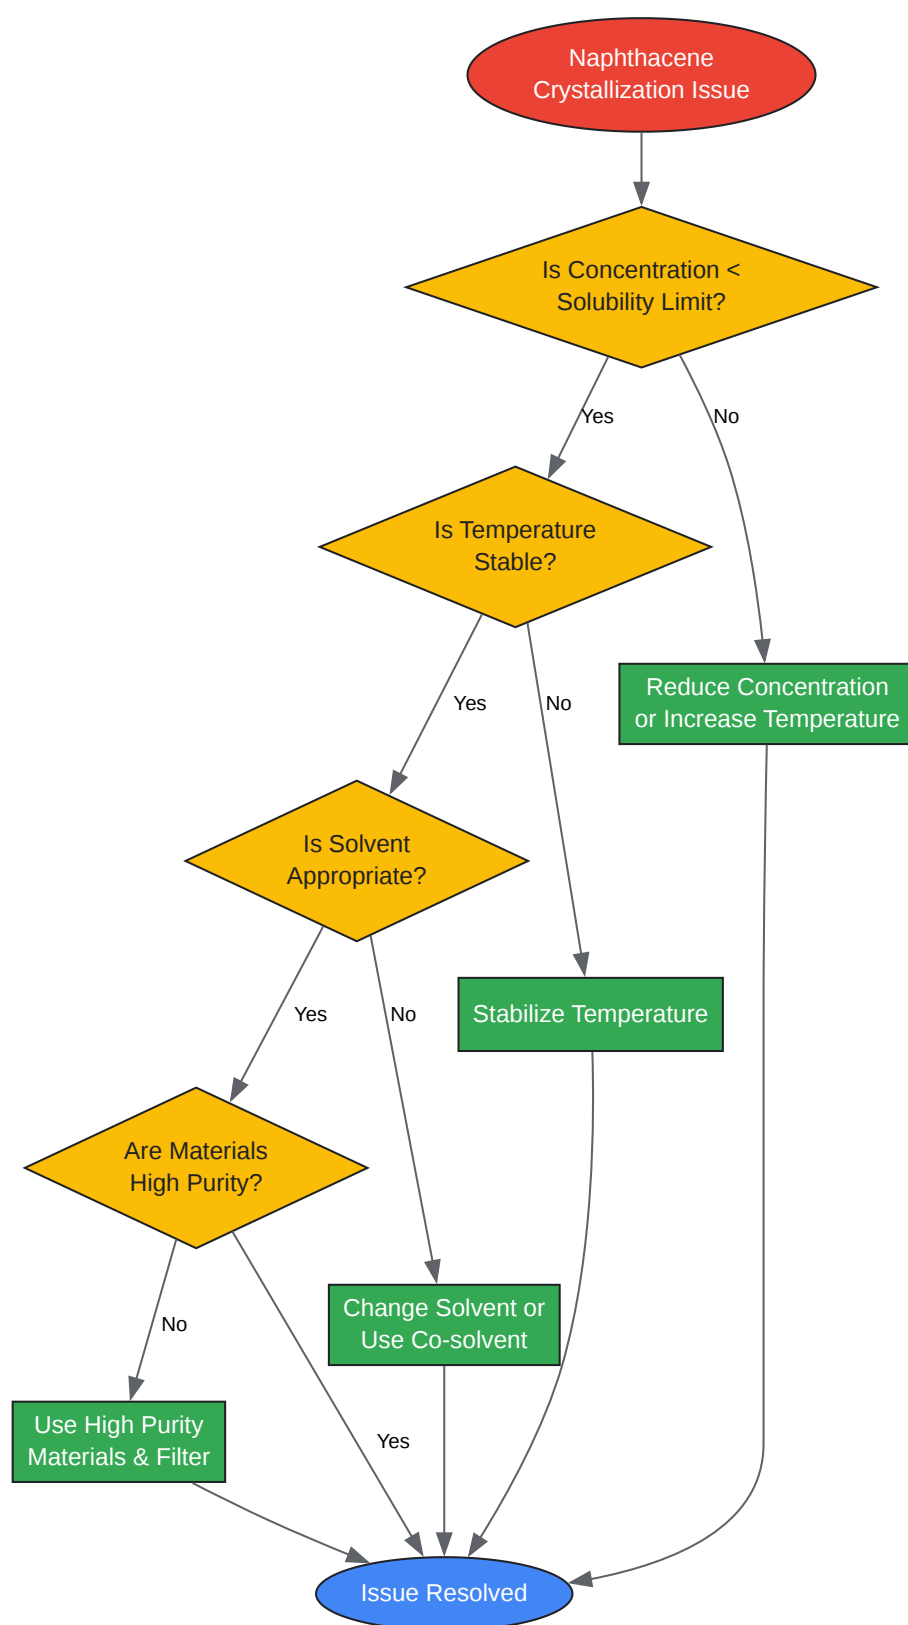 Naphthacene
Crystallization Issue
Is Concentration <
Solubility Limit?
Yes
No
Is Temperature
Stable?
Reduce Concentration
or Increase Temperature
Yes
No
Is Solvent
Appropriate?
Stabilize Temperature
Yes
No
Are Materials
High Purity?
Change Solvent or
Use Co-solvent
No
Use High Purity
Materials & Filter
Yes
Issue Resolved